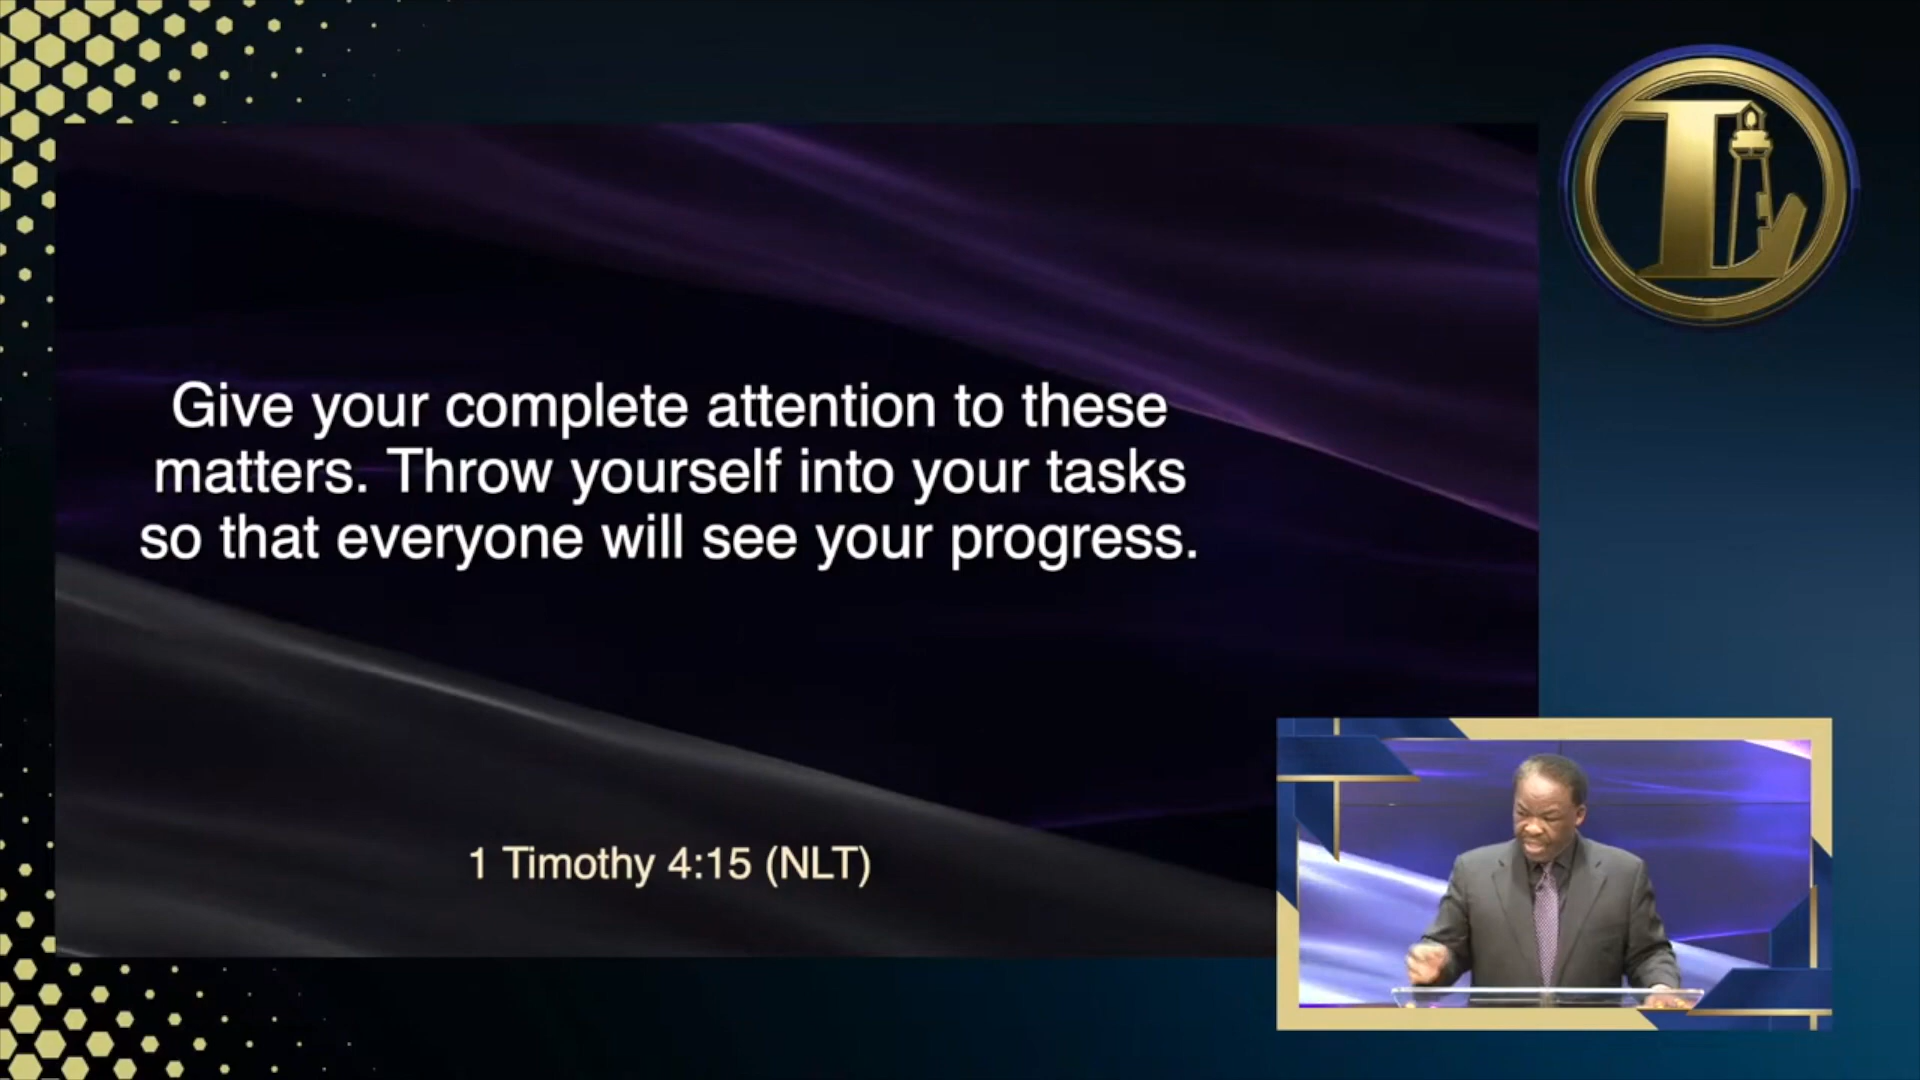 Give your complete attention to these
matters. Throw yourself into your tasks
so that everyone will see your progress.
1 Timothy 4:15 (NLT)
TL